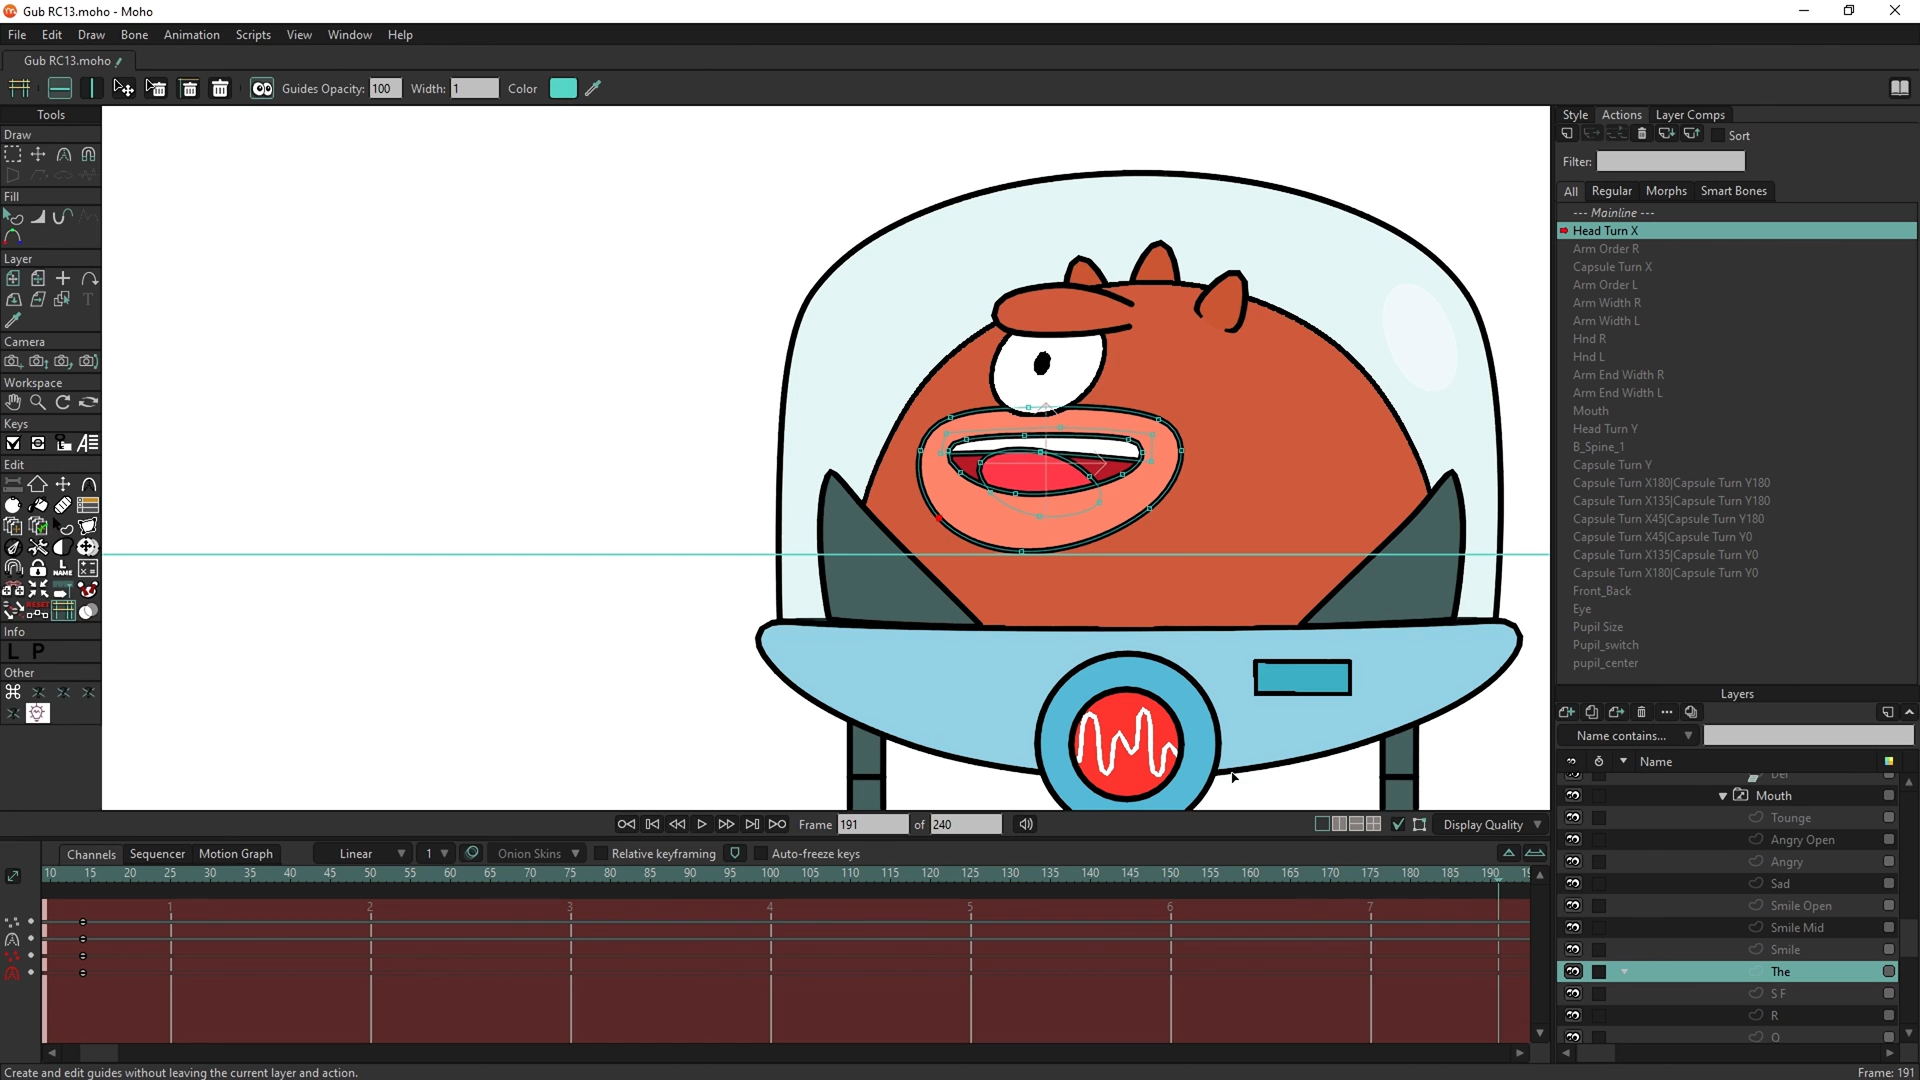 Gub RC13.moho - Moho
File Edit Draw Bone Animation Scripts View Window Help
Gub RC13.moho
Guides Opacity: 100 Width: 1 Color
Tools
Draw
Fill
Layer
Camera
Workspace
Keys
Edit
Info
L P
Other
Style Actions Layer Comps
Sort
Filter:
All Regular Morphs Smart Bones
--- Mainline ---
Head Turn X
Arm Order R
Capsule Turn X
Arm Order L
Arm Width R
Arm Width L
Hnd R
Hnd L
Arm End Width R
Arm End Width L
Mouth
Head Turn Y
B_Spine_1
Capsule Turn Y
Capsule Turn X180|Capsule Turn Y180
Capsule Turn X135|Capsule Turn Y180
Capsule Turn X45|Capsule Turn Y180
Capsule Turn X45|Capsule Turn Y0
Capsule Turn X135|Capsule Turn Y0
Capsule Turn X180|Capsule Turn Y0
Front_Back
Eye
Pupil Size
Pupil_switch
pupil_center
Layers
Name contains...
Name
Mouth
Tounge
Angry Open
Angry
Sad
Smile Open
Smile Mid
Smile
The
S F
R
O
Frame 191 of 240 Display Quality
Channels Sequencer Motion Graph Linear 1 Onion Skins Relative keyframing Auto-freeze keys
10 15 20 25 30 35 40 45 50 55 60 65 70 75 80 85 90 95 100 105 110 115 120 125 130 135 140 145 150 155 160 165 170 175 180 185 190
1 2 3 4 5 6 7
Create and edit guides without leaving the current layer and action. Frame: 191